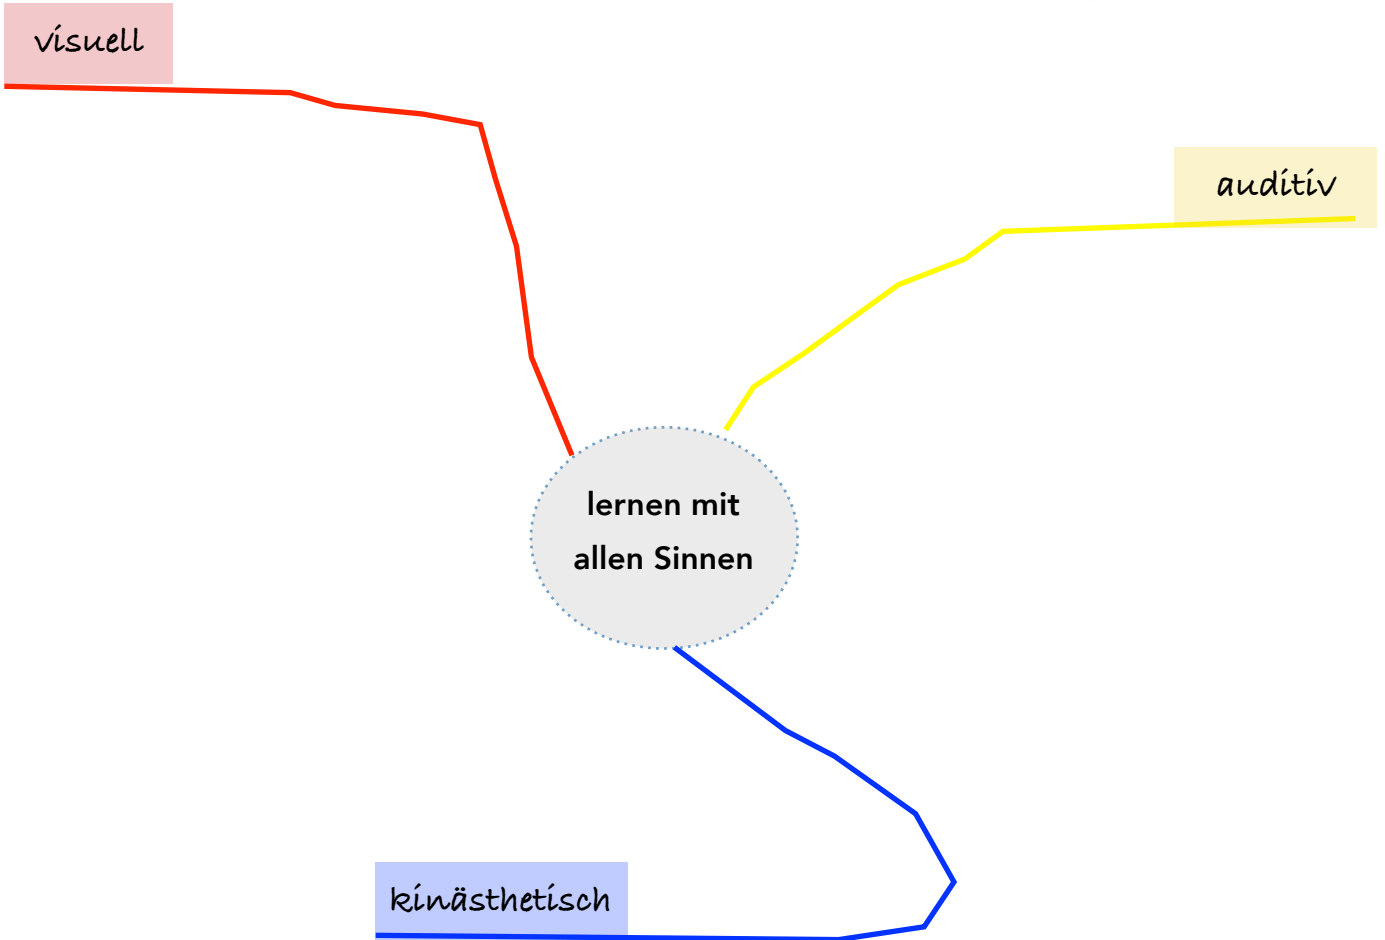 visuell
auditiv
lernen mit
allen Sinnen
kinästhetisch